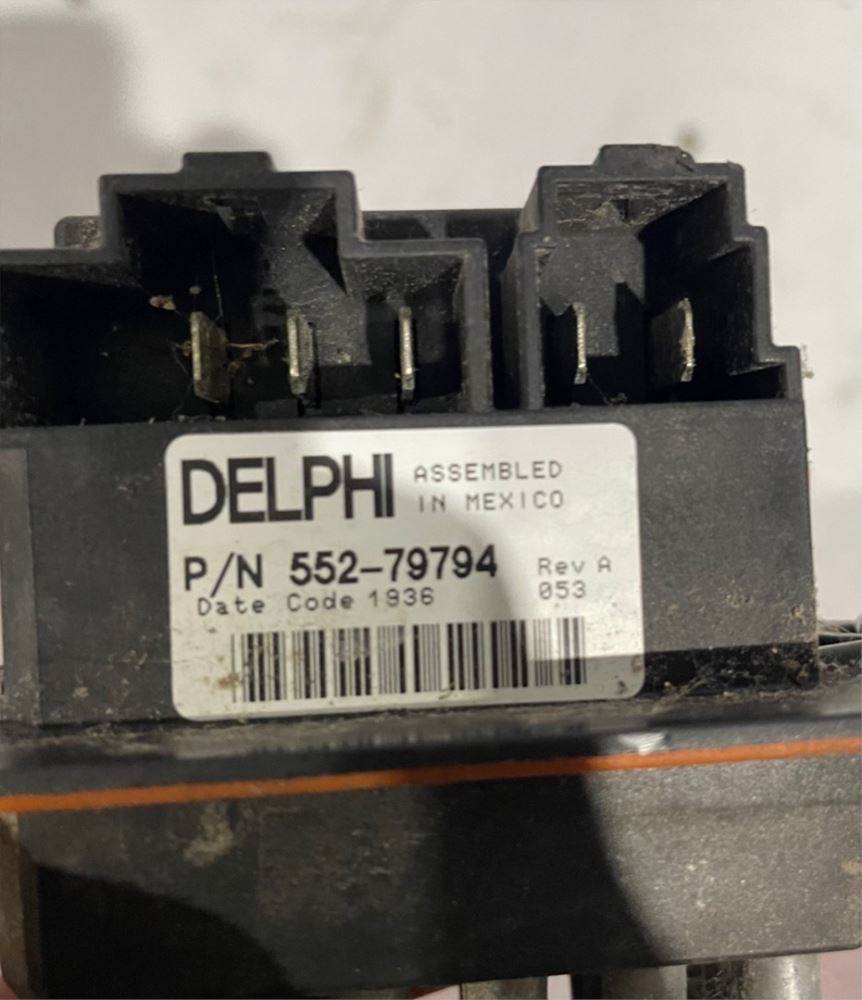 DELPHI ASSEMBLED
IN MEXICO
P/N 552-79794 Rev A
Date Code 1936 053